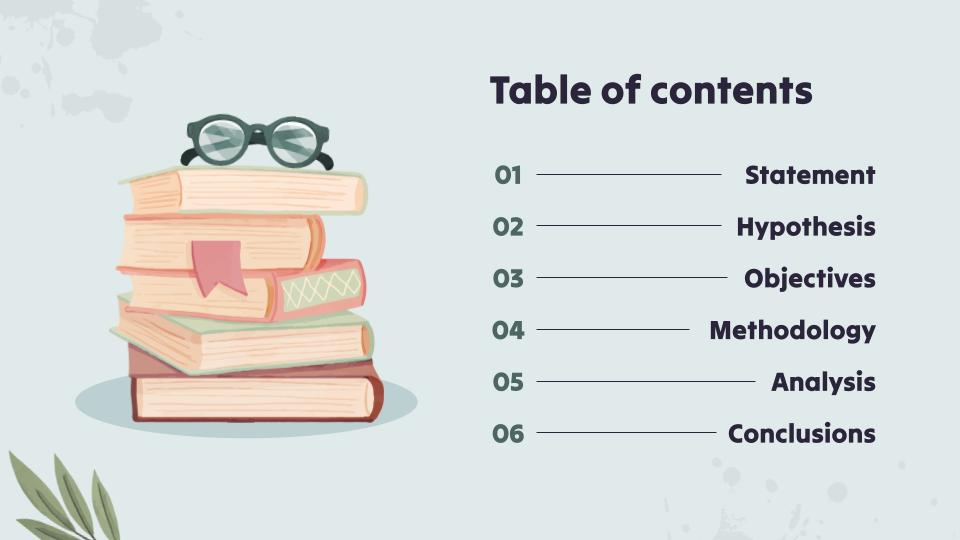 Table of contents
01 Statement
02 Hypothesis
03 Objectives
04 Methodology
05 Analysis
06 Conclusions